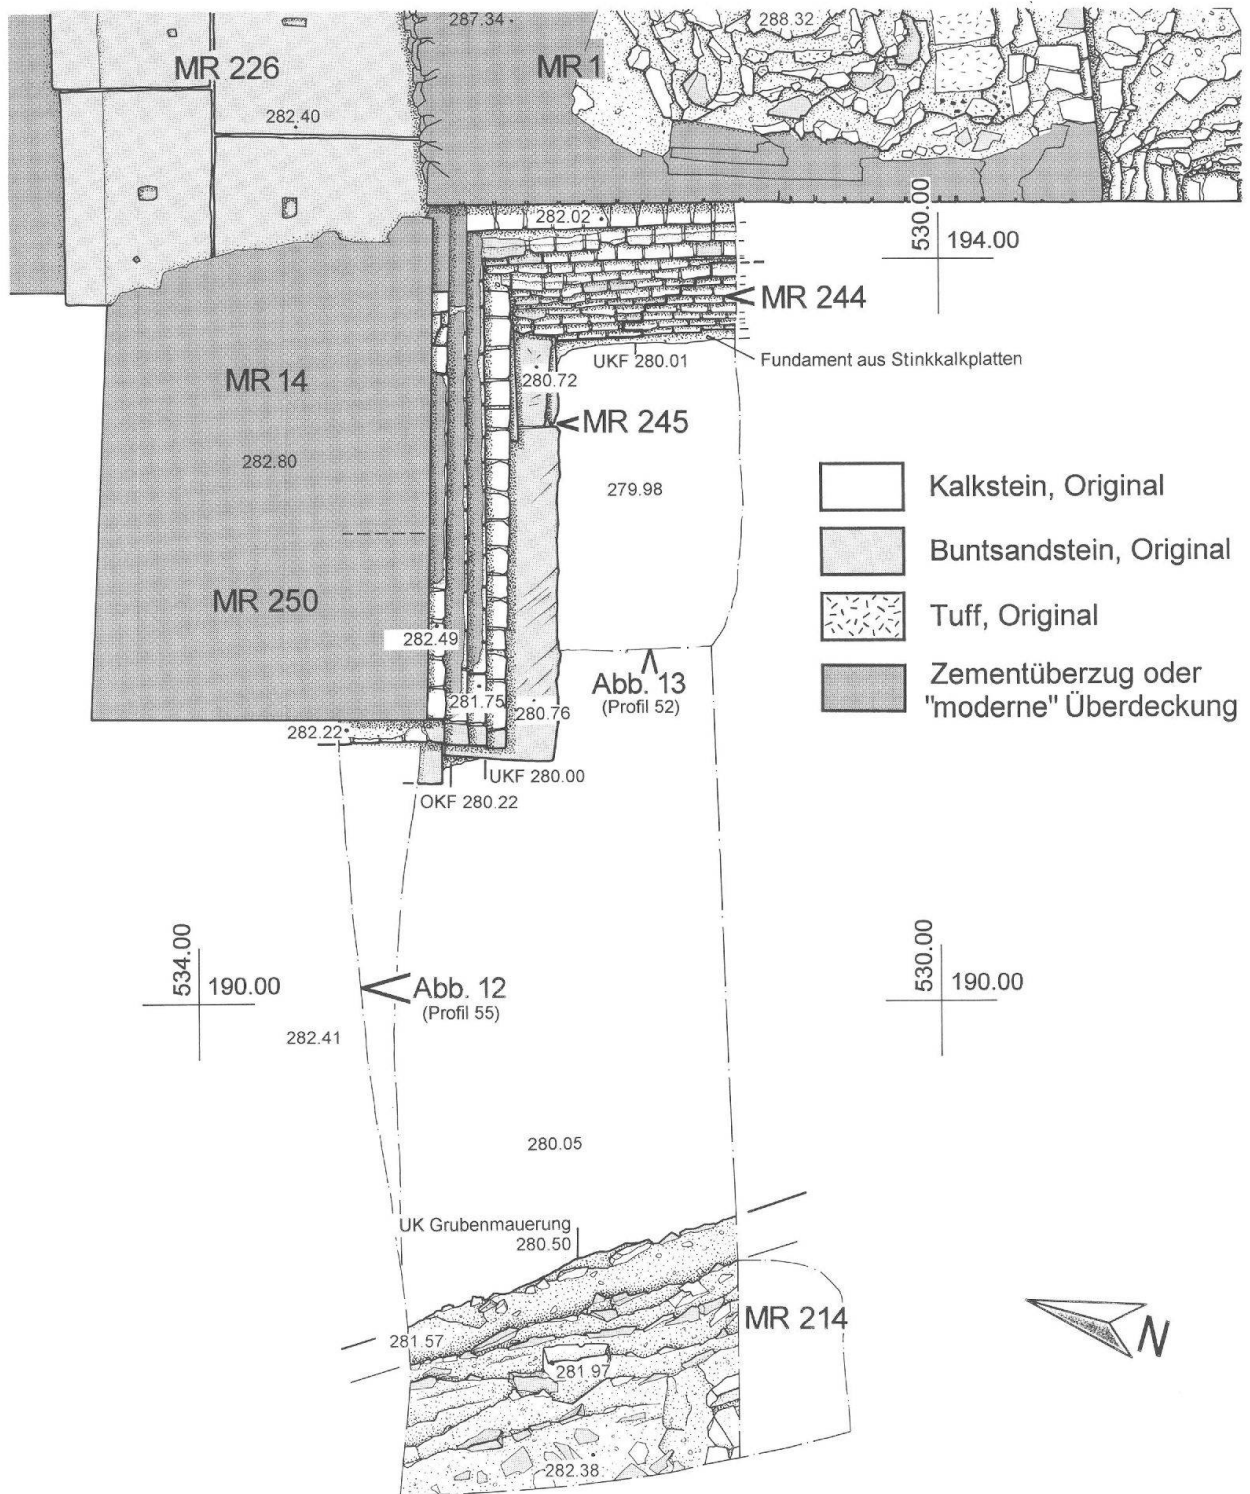 287.34
288.32
MR 226
MR 1
282.40
282.02
530.00
194.00
MR 244
UKF 280.01
Fundament aus Stinkkalkplatten
MR 14
280.72
MR 245
282.80
279.98
Kalkstein, Original
Buntsandstein, Original
MR 250
Tuff, Original
282.49
Abb. 13
(Profil 52)
281.75
280.76
Zementüberzug oder
"moderne" Überdeckung
282.22
UKF 280.00
OKF 280.22
534.00
190.00
Abb. 12
(Profil 55)
530.00
190.00
282.41
280.05
UK Grubenmauerung
280.50
281.57
MR 214
281.97
N
282.38